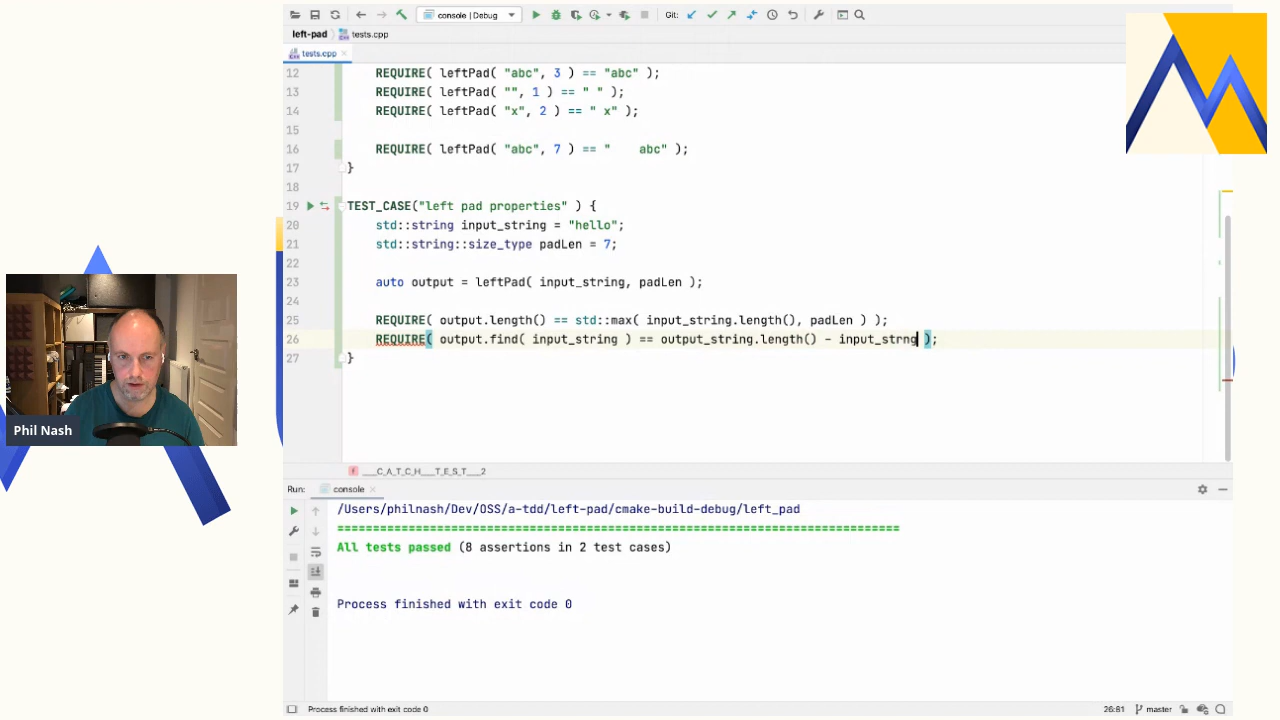 console | Debug
Git:
left-pad
tests.cpp
tests.cpp
12 REQUIRE( leftPad( "abc", 3 ) == "abc" );
13 REQUIRE( leftPad( "", 1 ) == " " );
14 REQUIRE( leftPad( "x", 2 ) == " x" );
15
16 REQUIRE( leftPad( "abc", 7 ) == "    abc" );
17 }
18
19 TEST_CASE("left pad properties" ) {
20 std::string input_string = "hello";
21 std::string::size_type padLen = 7;
22
23 auto output = leftPad( input_string, padLen );
24
25 REQUIRE( output.length() == std::max( input_string.length(), padLen ) );
26 REQUIRE( output.find( input_string ) == output_string.length() - input_strng );
27 }
Phil Nash
f ___C_A_T_C_H___T_E_S_T___2
Run: console
/Users/philnash/Dev/OSS/a-tdd/left-pad/cmake-build-debug/left_pad
===============================================================================
All tests passed (8 assertions in 2 test cases)
Process finished with exit code 0
Process finished with exit code 0
26:81 master